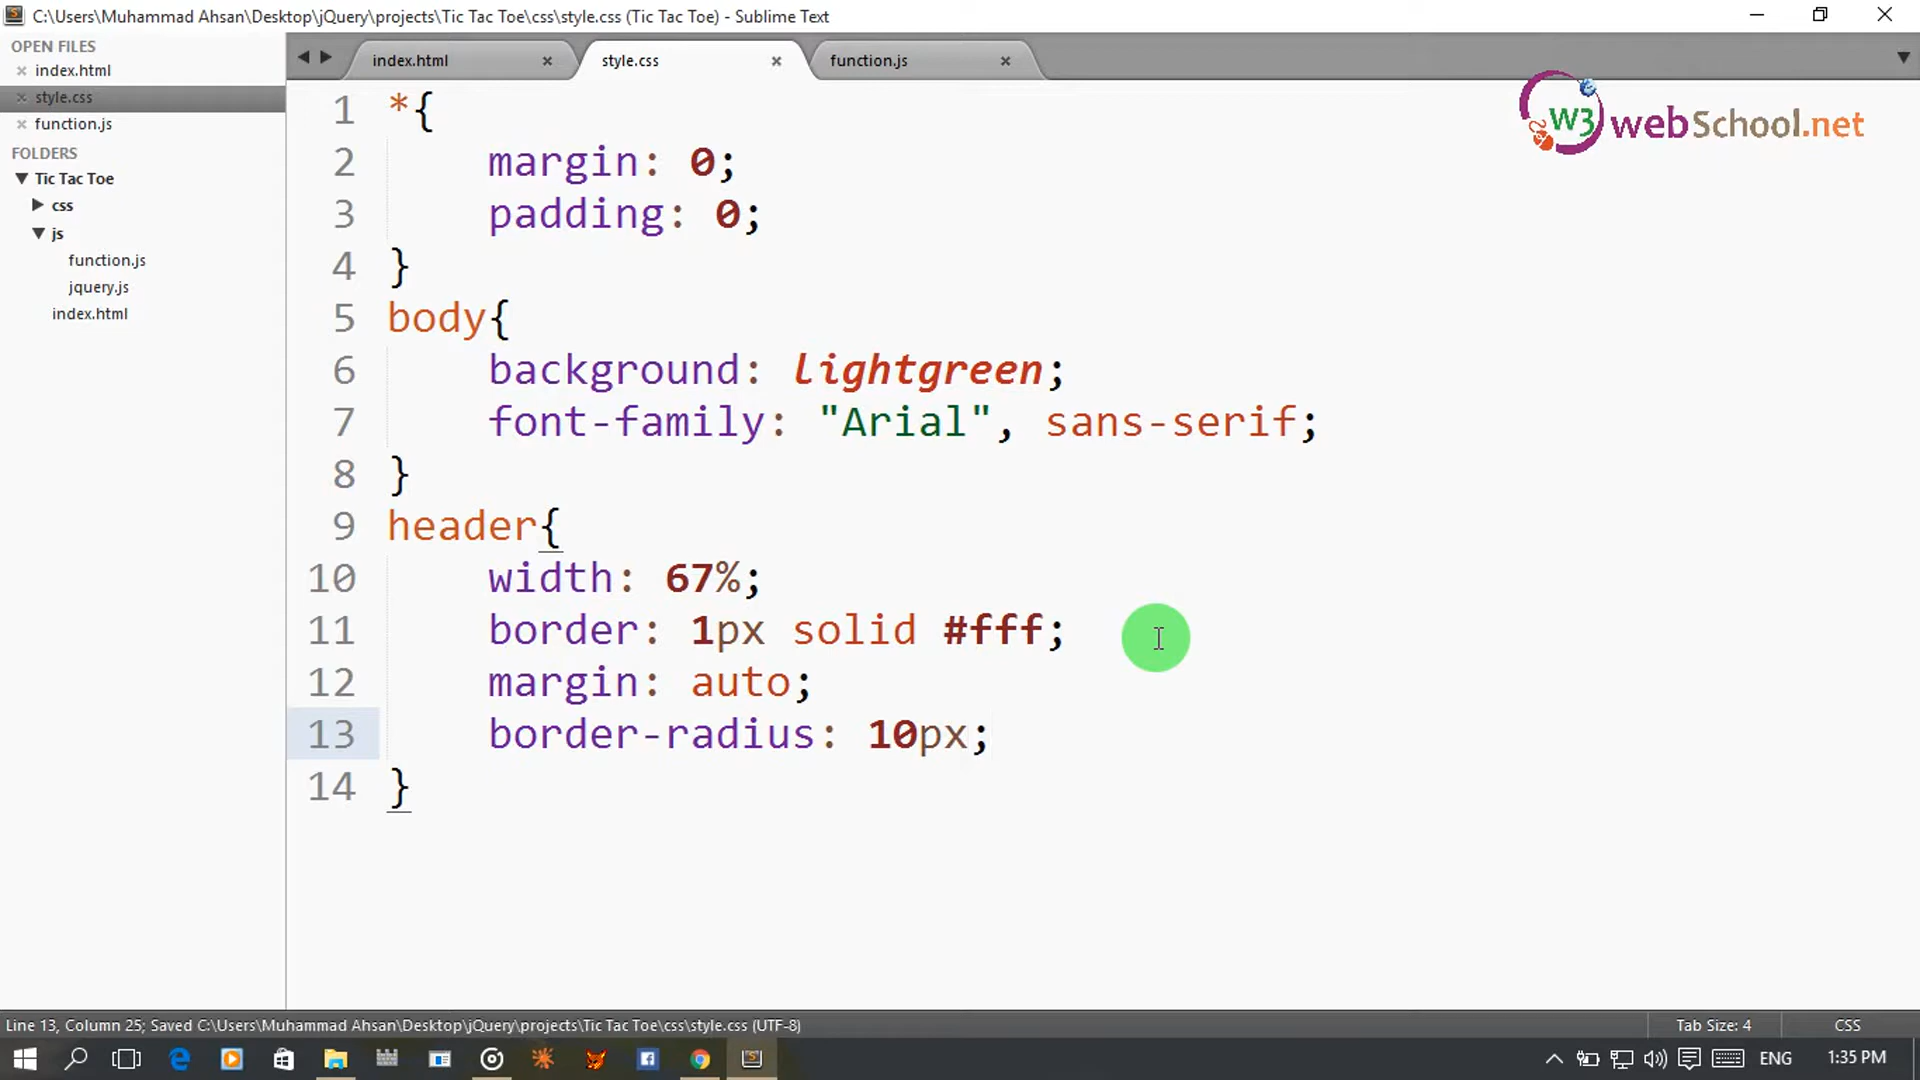 C:\Users\Muhammad Ahsan\Desktop\jQuery\projects\Tic Tac Toe\css\style.css (Tic Tac Toe) - Sublime Text
OPEN FILES
index.html
style.css
function.js
FOLDERS
Tic Tac Toe
css
js
function.js
jquery.js
index.html
index.html
style.css
function.js
W3 webSchool.net
1 *{
2 margin: 0;
3 padding: 0;
4 }
5 body{
6 background: lightgreen;
7 font-family: "Arial", sans-serif;
8 }
9 header{
10 width: 67%;
11 border: 1px solid #fff;
12 margin: auto;
13 border-radius: 10px;
14 }
Line 13, Column 25; Saved C:\Users\Muhammad Ahsan\Desktop\jQuery\projects\Tic Tac Toe\css\style.css (UTF-8)
Tab Size: 4
CSS
ENG
1:35 PM